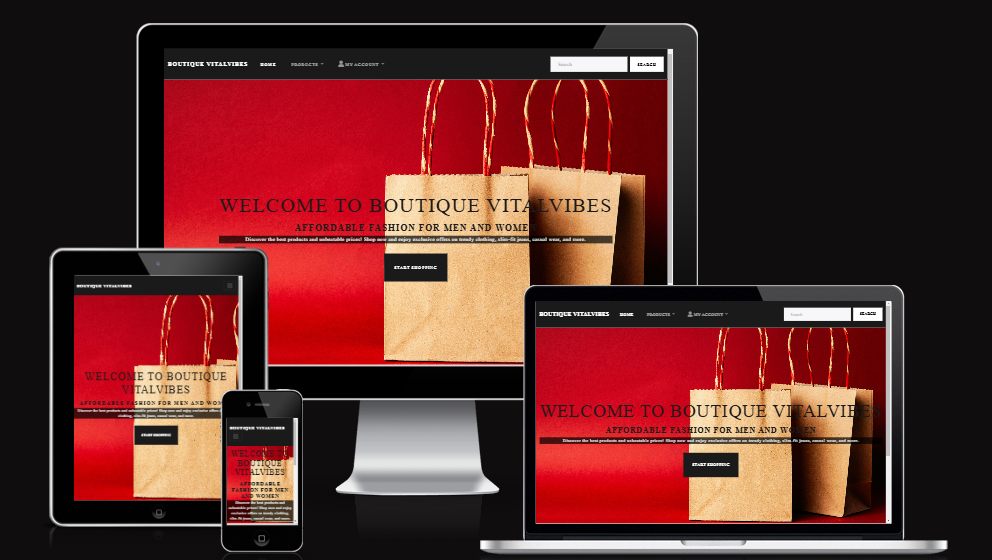 BOUTIQUE VITALVIBES HOME PRODUCTS MY ACCOUNT Search SEARCH
WELCOME TO BOUTIQUE VITALVIBES
AFFORDABLE FASHION FOR MEN AND WOMEN
Discover the best products and unbeatable prices! Shop now and enjoy exclusive offers on trendy clothing, slim-fit jeans, casual wear, and more.
START SHOPPING
BOUTIQUE VITALVIBES
WELCOME TO BOUTIQUE
VITALVIBES
AFFORDABLE FASHION FOR MEN AND WOM
Discover the best products and unbeatable prices! Shop now and enjoy exclusive offers on trendy
clothing, slim-fit jeans, casual wear, and more.
START SHOPPING
BOUTIQUE VITALVIBES
WELCOME TO
BOUTIQUE
VITALVIBES
AFFORDABLE
FASHION FOR MEN
AND WOMEN
Discover the best products and
unbeatable prices! Shop now and enjoy
exclusive offers on trendy clothing,
slim-fit jeans, casual wear, and more.
BOUTIQUE VITALVIBES HOME PRODUCTS MY ACCOUNT Search SEARCH
WELCOME TO BOUTIQUE VITALVIBES
AFFORDABLE FASHION FOR MEN AND WOMEN
Discover the best products and unbeatable prices! Shop now and enjoy exclusive offers on trendy clothing, slim-fit jeans, casual wear, and more.
START SHOPPING